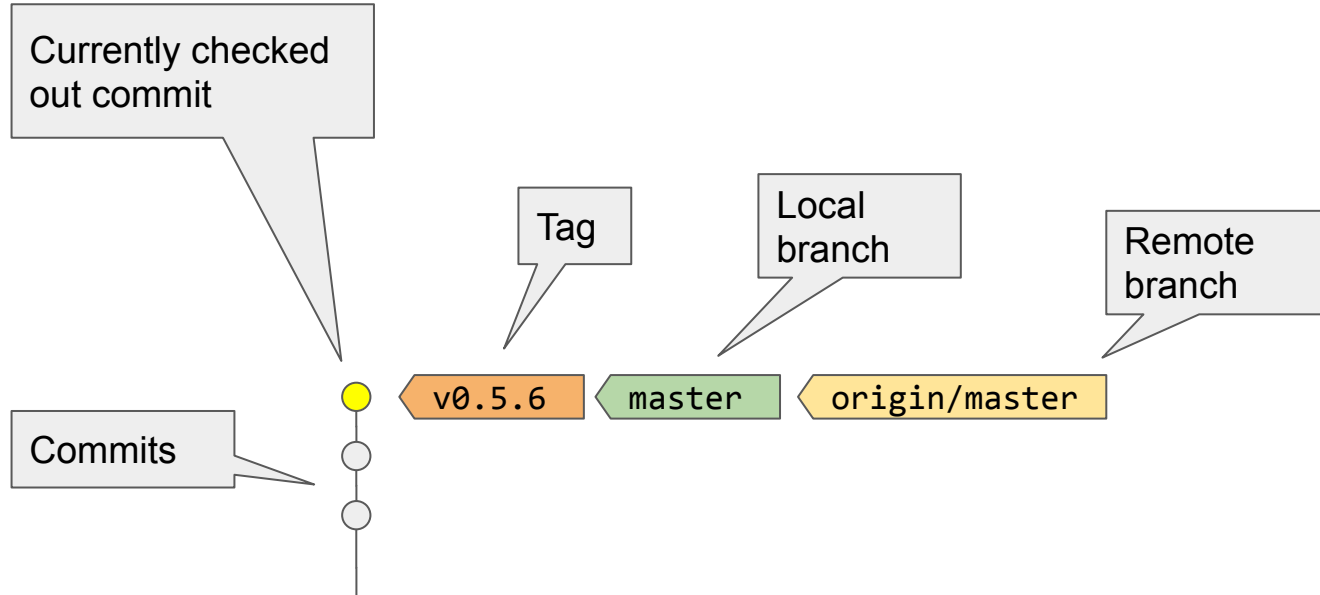 Currently checked
out commit
Tag
Local
branch
Remote
branch
v0.5.6
master
origin/master
Commits